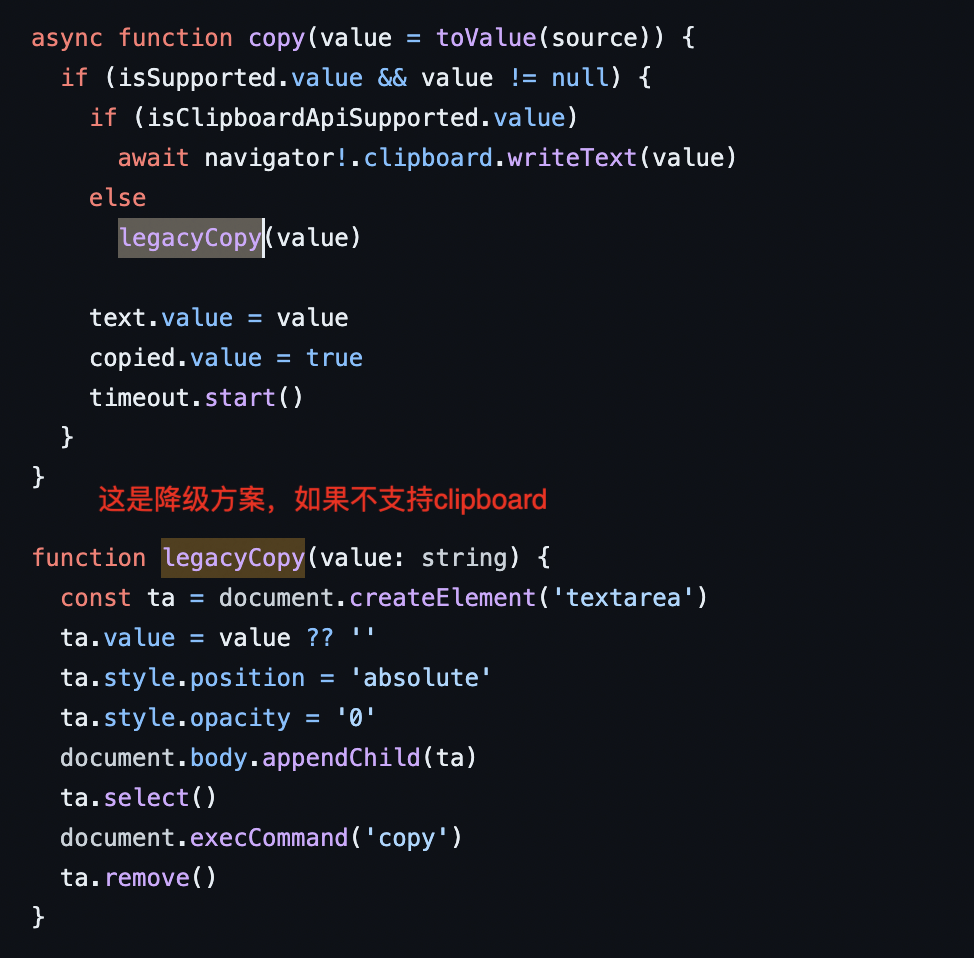 async function copy(value = toValue(source)) {
  if (isSupported.value && value != null) {
    if (isClipboardApiSupported.value)
      await navigator!.clipboard.writeText(value)
    else
      legacyCopy(value)

    text.value = value
    copied.value = true
    timeout.start()
  }
}
这是降级方案，如果不支持clipboard
function legacyCopy(value: string) {
  const ta = document.createElement('textarea')
  ta.value = value ?? ''
  ta.style.position = 'absolute'
  ta.style.opacity = '0'
  document.body.appendChild(ta)
  ta.select()
  document.execCommand('copy')
  ta.remove()
}